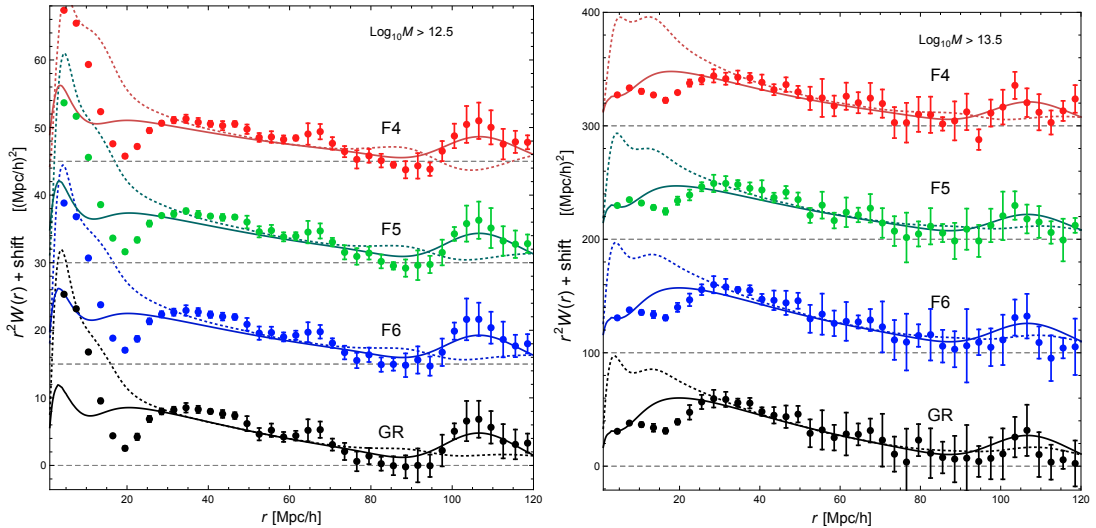 Log₁₀M > 12.5
F4
F5
F6
GR
r²W(r) + shift [(Mpc/h)²]
60
50
40
30
20
10
0
20 40 60 80 100 120
r [Mpc/h]
Log₁₀M > 13.5
F4
F5
F6
GR
r²W(r) + shift [(Mpc/h)²]
400
300
200
100
0
20 40 60 80 100 120
r [Mpc/h]